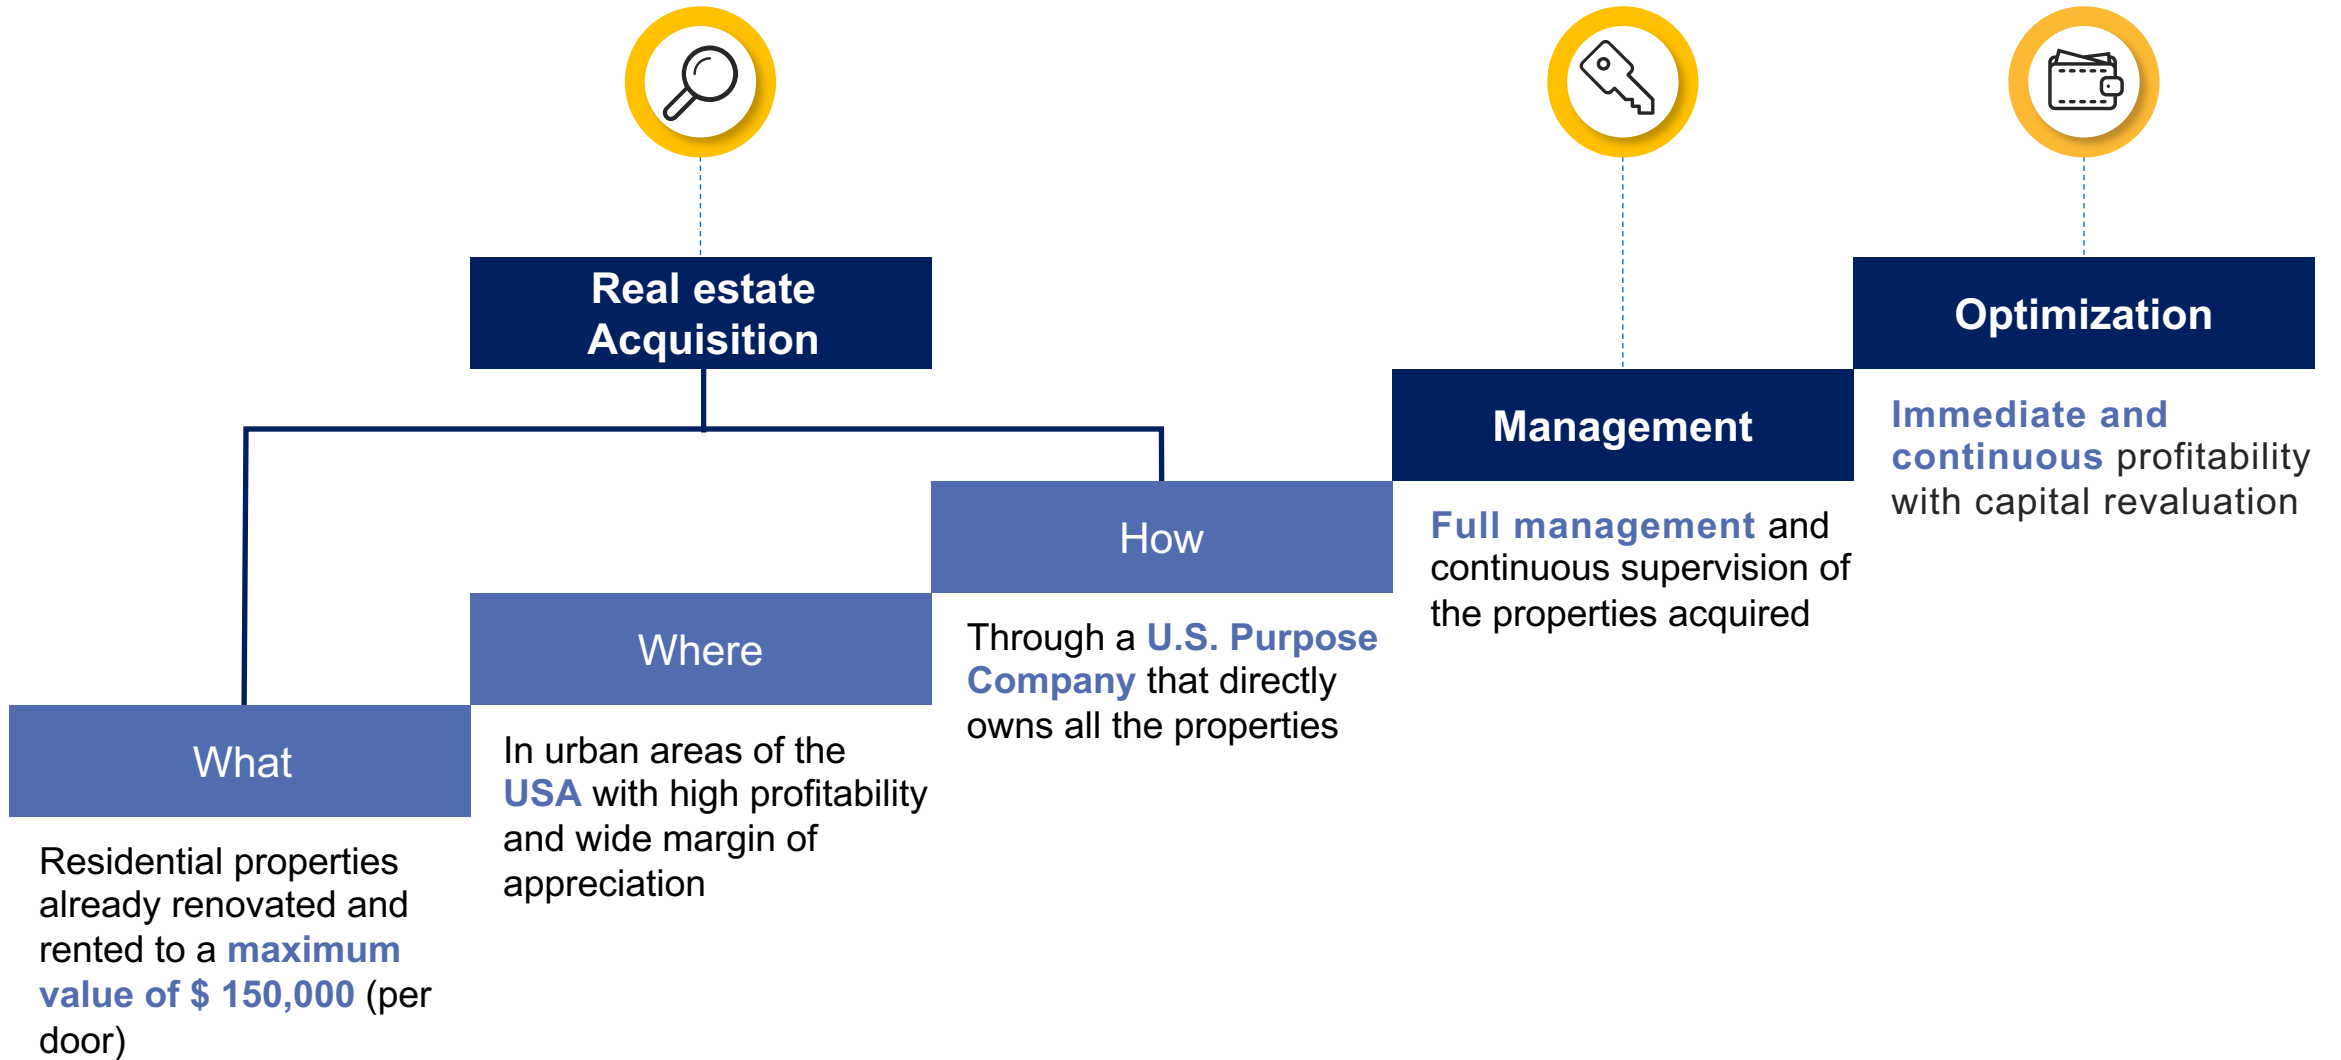 Real estate
Acquisition
What
Residential properties
already renovated and
rented to a maximum
value of $ 150,000 (per
door)
Where
In urban areas of the
USA with high profitability
and wide margin of
appreciation
How
Through a U.S. Purpose
Company that directly
owns all the properties
Management
Full management and
continuous supervision of
the properties acquired
Optimization
Immediate and
continuous profitability
with capital revaluation